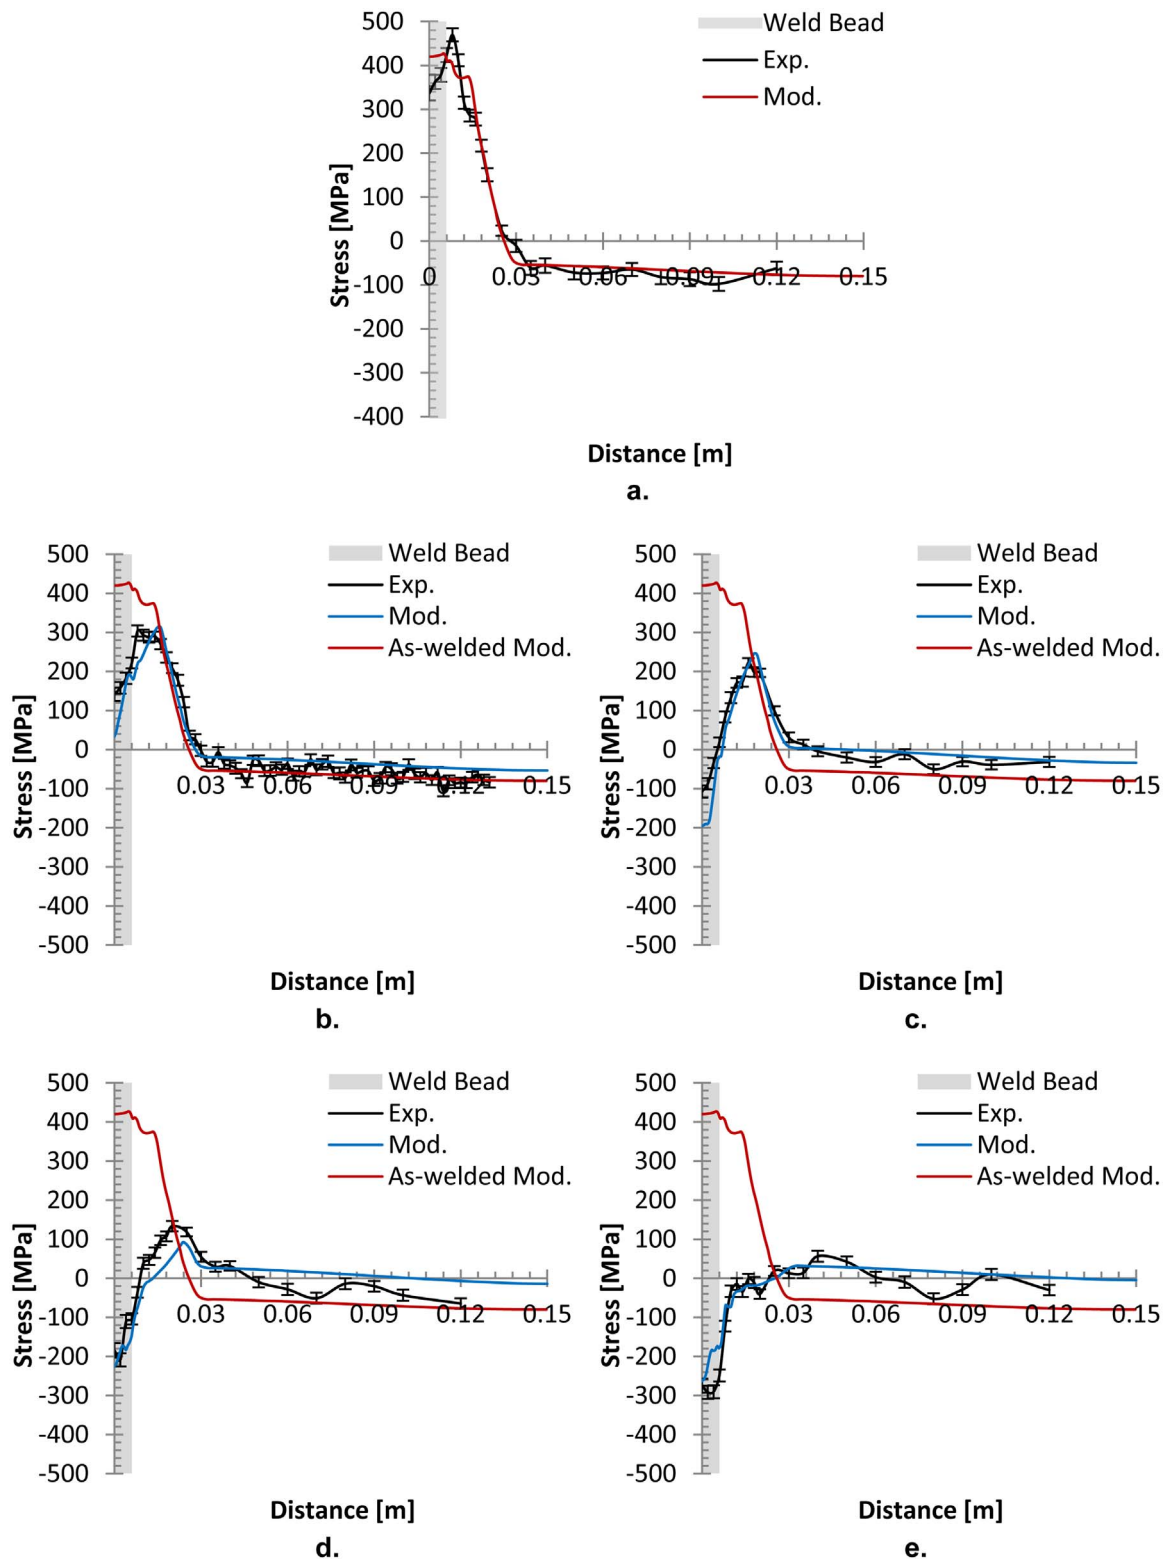 500
400
300
200
100
0
-100
-200
-300
-400
Stress [MPa]
0
0.03
0.06
0.09
0.12
0.15
Weld Bead
Exp.
Mod.
Distance [m]
a.
500
400
300
200
100
0
-100
-200
-300
-400
-500
Stress [MPa]
0.03
0.06
0.09
0.12
0.15
Weld Bead
Exp.
Mod.
As-welded Mod.
Distance [m]
b.
500
400
300
200
100
0
-100
-200
-300
-400
-500
Stress [MPa]
0.03
0.06
0.09
0.12
0.15
Weld Bead
Exp.
Mod.
As-welded Mod.
Distance [m]
c.
500
400
300
200
100
0
-100
-200
-300
-400
-500
Stress [MPa]
0.03
0.06
0.09
0.12
0.15
Weld Bead
Exp.
Mod.
As-welded Mod.
Distance [m]
d.
500
400
300
200
100
0
-100
-200
-300
-400
-500
Stress [MPa]
0.03
0.06
0.09
0.12
0.15
Weld Bead
Exp.
Mod.
As-welded Mod.
Distance [m]
e.